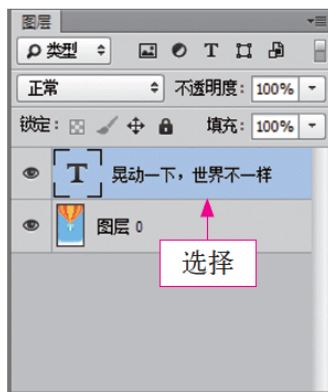 图层
类型
正常 不透明度: 100%
锁定: 填充: 100%
T 晃动一下，世界不一样
图层 0
选择